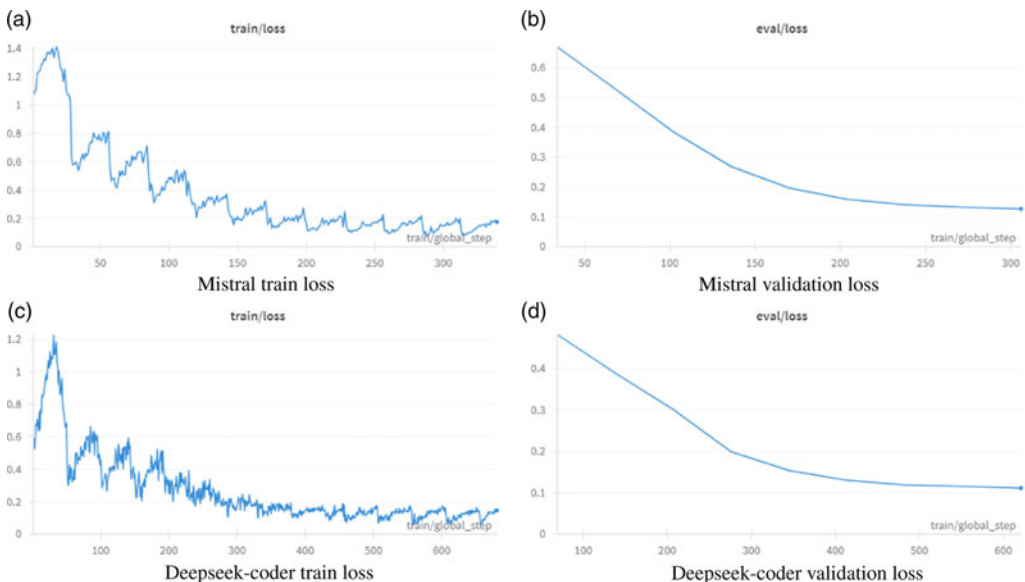 (a)
train/loss
1.4
1.2
1
0.8
0.6
0.4
0.2
0
train/global_step
50 100 150 200 250 300
Mistral train loss
(b)
eval/loss
0.6
0.5
0.4
0.3
0.2
0.1
0
train/global_step
50 100 150 200 250 300
Mistral validation loss
(c)
train/loss
1.2
1
0.8
0.6
0.4
0.2
0
train/global_step
100 200 300 400 500 600
Deepseek-coder train loss
(d)
eval/loss
0.4
0.3
0.2
0.1
0
train/global_step
100 200 300 400 500 600
Deepseek-coder validation loss